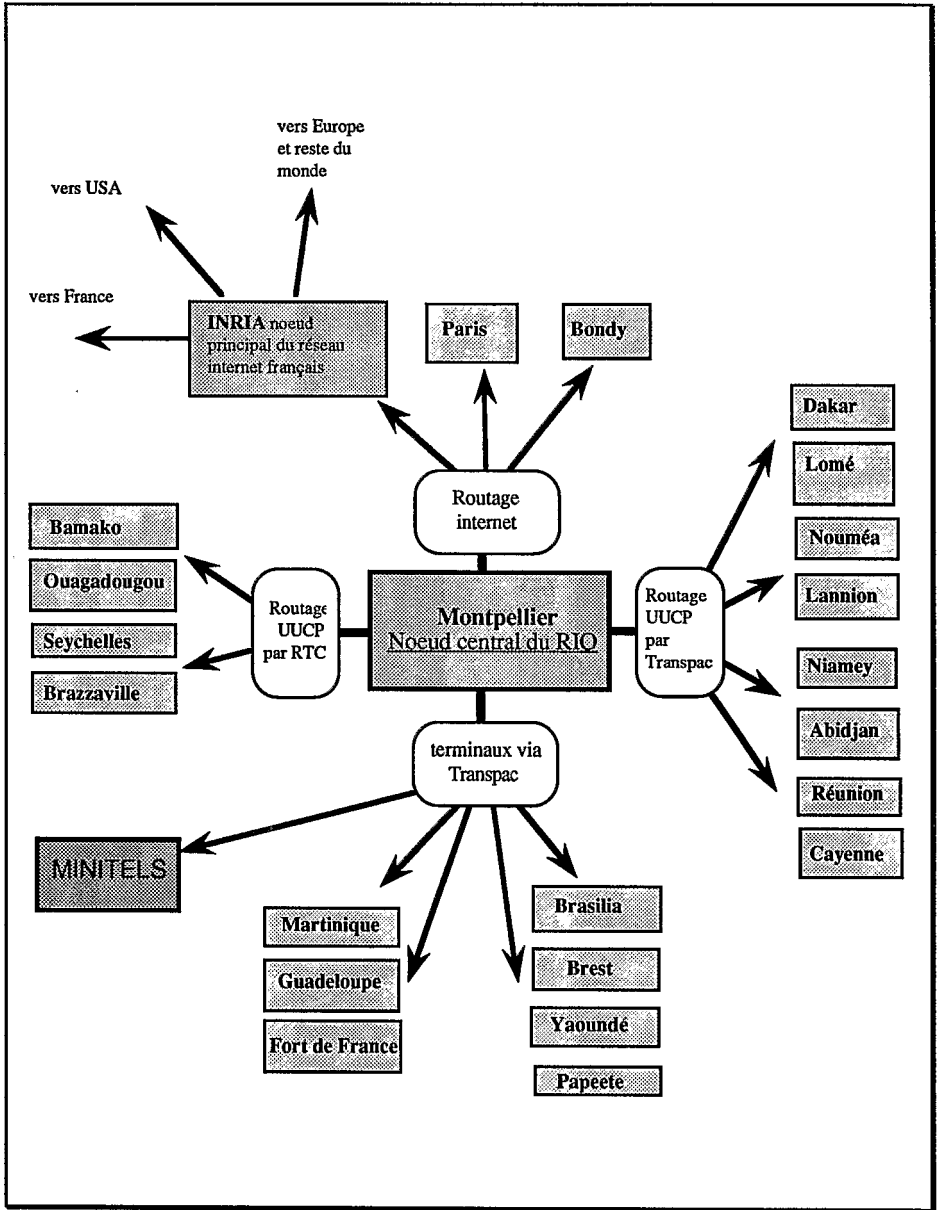 vers Europe
et reste du
monde
vers USA
vers France
INRIA noeud
principal du réseau
internet français
Paris
Bondy
Dakar
Lomé
Nouméa
Lannion
Niamey
Abidjan
Réunion
Cayenne
Routage
internet
Bamako
Ouagadougou
Seychelles
Brazzaville
Routage
UUCP
par RTC
Montpellier
Noeud central du RIO
Routage
UUCP
par
Transpac
terminaux via
Transpac
MINITELS
Martinique
Guadeloupe
Fort de France
Brasilia
Brest
Yaoundé
Papeete